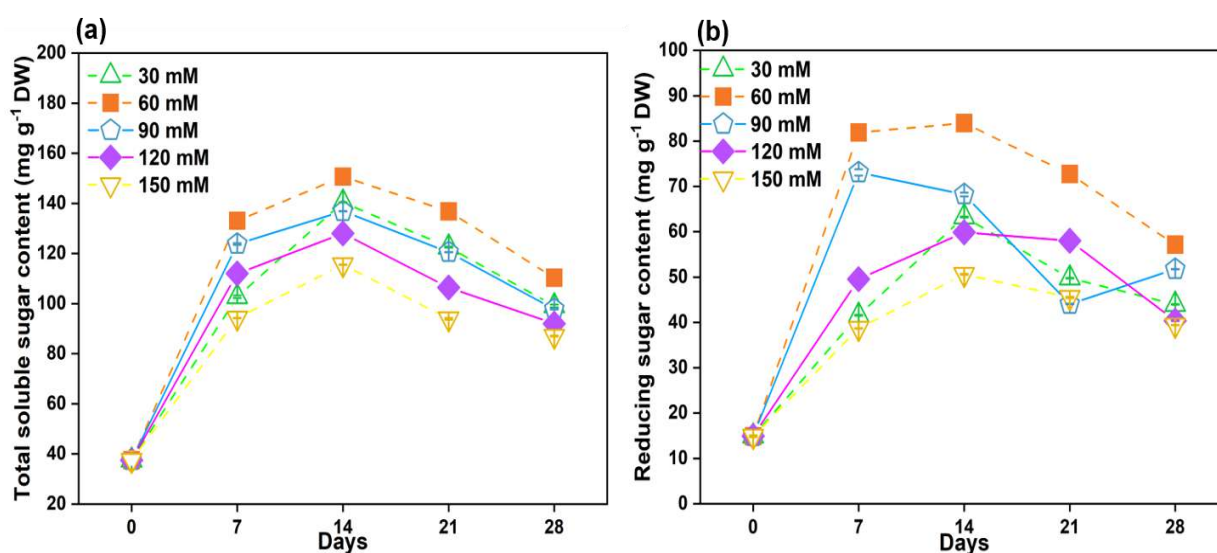 (a)
Total soluble sugar content (mg g⁻¹ DW)
200
180
160
140
120
100
80
60
40
20
30 mM
60 mM
90 mM
120 mM
150 mM
0 7 14 21 28
Days
(b)
Reducing sugar content (mg g⁻¹ DW)
100
90
80
70
60
50
40
30
20
10
0
30 mM
60 mM
90 mM
120 mM
150 mM
0 7 14 21 28
Days